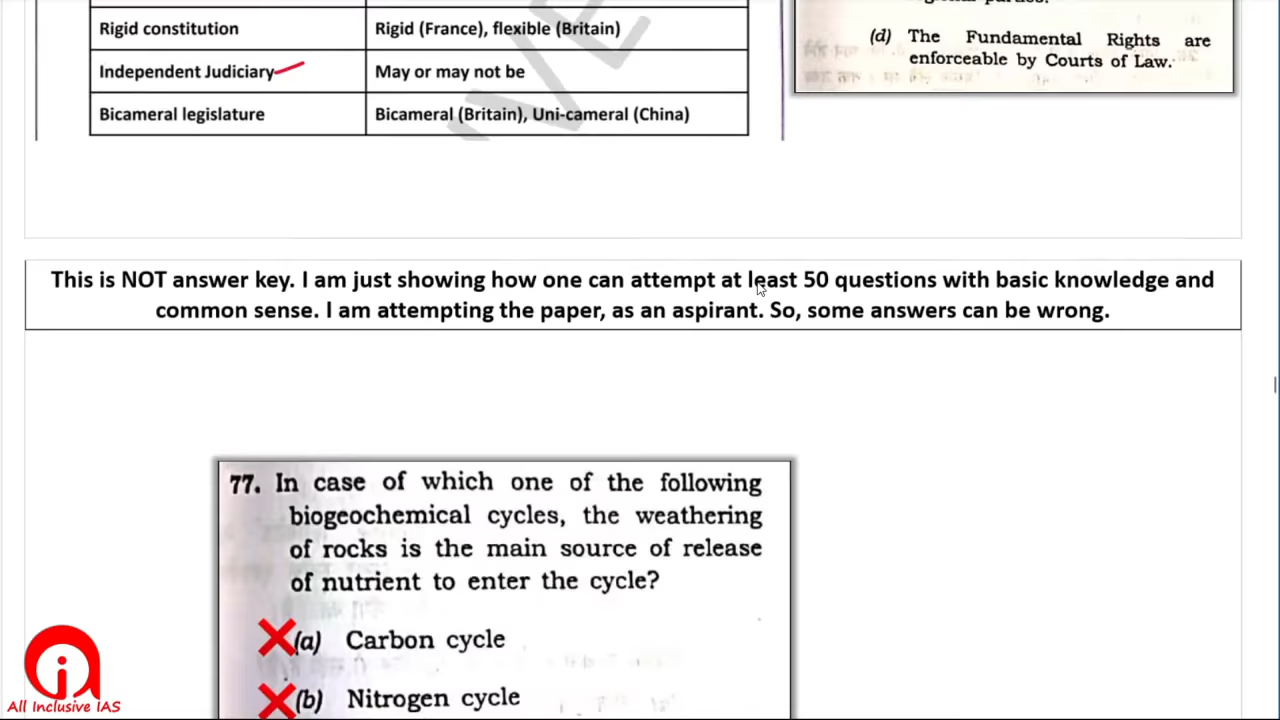 Rigid constitution
Rigid (France), flexible (Britain)
Independent Judiciary
May or may not be
Bicameral legislature
Bicameral (Britain), Uni-cameral (China)
(d) The Fundamental Rights are
enforceable by Courts of Law.
This is NOT answer key. I am just showing how one can attempt at least 50 questions with basic knowledge and
common sense. I am attempting the paper, as an aspirant. So, some answers can be wrong.
77. In case of which one of the following
biogeochemical cycles, the weathering
of rocks is the main source of release
of nutrient to enter the cycle?
(a) Carbon cycle
(b) Nitrogen cycle
All Inclusive IAS